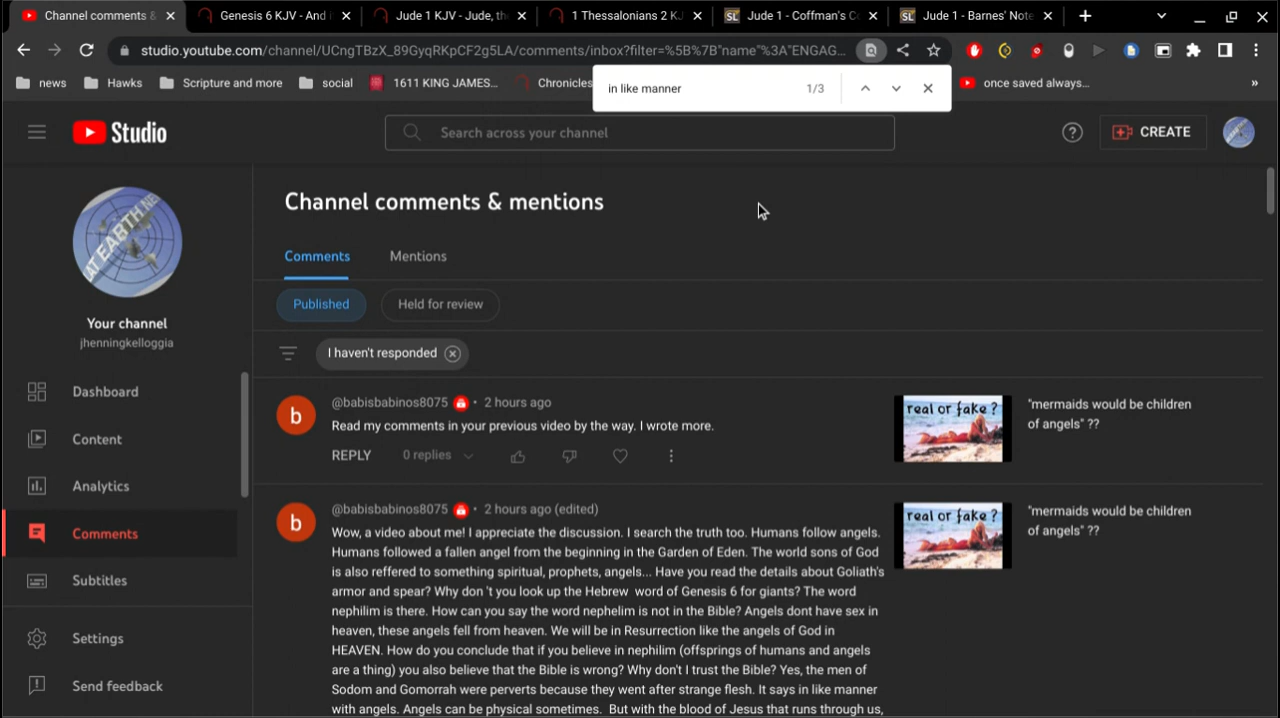 Channel comments &
Genesis 6 KJV - And i
Jude 1 KJV - Jude, th
1 Thessalonians 2 KJ
SL
Jude 1 - Coffman's C
SL
Jude 1 - Barnes' Note
studio.youtube.com/channel/UCngTBzX_89GyqRKpCF2g5LA/comments/inbox?filter=%5B%7B"name"%3A"ENGAG...
news
Hawks
Scripture and more
social
1611 KING JAMES...
Chronicles
in like manner
1/3
once saved always...
»
Studio
Search across your channel
CREATE
AT EARTH NE
Your channel
jhenningkelloggia
Dashboard
Content
Analytics
Comments
Subtitles
Settings
Send feedback
Channel comments & mentions
Comments
Mentions
Published
Held for review
I haven't responded
b
@babisbabinos8075 • 2 hours ago
Read my comments in your previous video by the way. I wrote more.
REPLY
0 replies
real or fake ?
"mermaids would be children
of angels" ??
b
@babisbabinos8075 • 2 hours ago (edited)
Wow, a video about me! I appreciate the discussion. I search the truth too. Humans follow angels.
Humans followed a fallen angel from the beginning in the Garden of Eden. The world sons of God
is also reffered to something spiritual, prophets, angels... Have you read the details about Goliath's
armor and spear? Why don 't you look up the Hebrew word of Genesis 6 for giants? The word
nephilim is there. How can you say the word nephelim is not in the Bible? Angels dont have sex in
heaven, these angels fell from heaven. We will be in Resurrection like the angels of God in
HEAVEN. How do you conclude that if you believe in nephilim (offsprings of humans and angels
are a thing) you also believe that the Bible is wrong? Why don't I trust the Bible? Yes, the men of
Sodom and Gomorrah were perverts because they went after strange flesh. It says in like manner
with angels. Angels can be physical sometimes. But with the blood of Jesus that runs through us,
real or fake ?
"mermaids would be children
of angels" ??